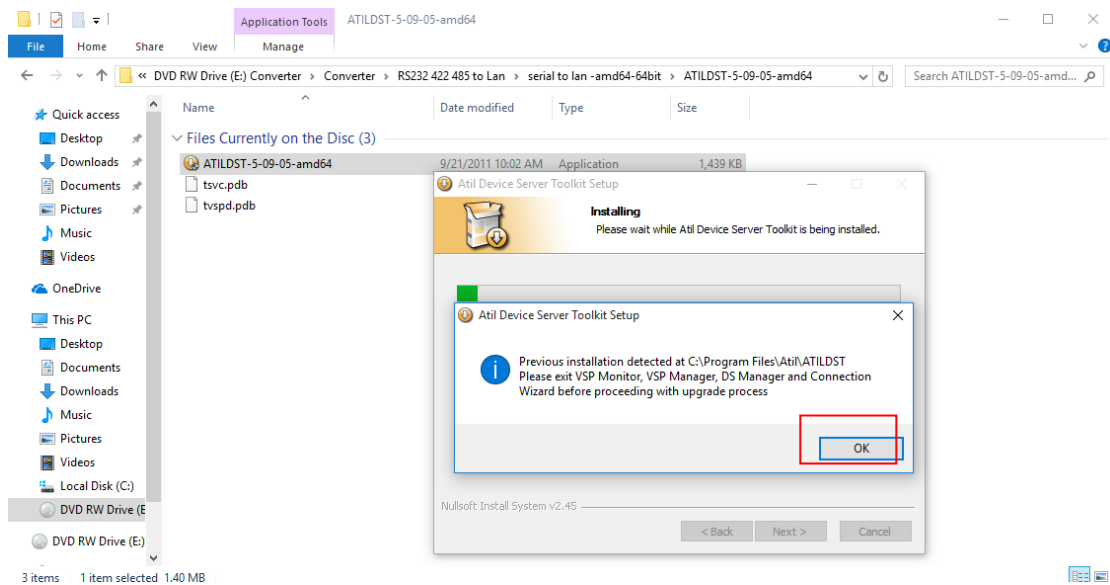 Application Tools
ATILDST-5-09-05-amd64
File
Home
Share
View
Manage
« DVD RW Drive (E:) Converter › Converter › RS232 422 485 to Lan › serial to lan -amd64-64bit › ATILDST-5-09-05-amd64
Search ATILDST-5-09-05-amd...
Quick access
Desktop
Downloads
Documents
Pictures
Music
Videos
OneDrive
This PC
Desktop
Documents
Downloads
Music
Pictures
Videos
Local Disk (C:)
DVD RW Drive (E
DVD RW Drive (E:)
Name
Date modified
Type
Size
Files Currently on the Disc (3)
ATILDST-5-09-05-amd64
9/21/2011 10:02 AM
Application
1,439 KB
tsvc.pdb
tvspd.pdb
Atil Device Server Toolkit Setup
Installing
Please wait while Atil Device Server Toolkit is being installed.
Atil Device Server Toolkit Setup
Previous installation detected at C:\Program Files\Atil\ATILDST
Please exit VSP Monitor, VSP Manager, DS Manager and Connection
Wizard before proceeding with upgrade process
OK
Nullsoft Install System v2.45
< Back
Next >
Cancel
3 items
1 item selected 1.40 MB